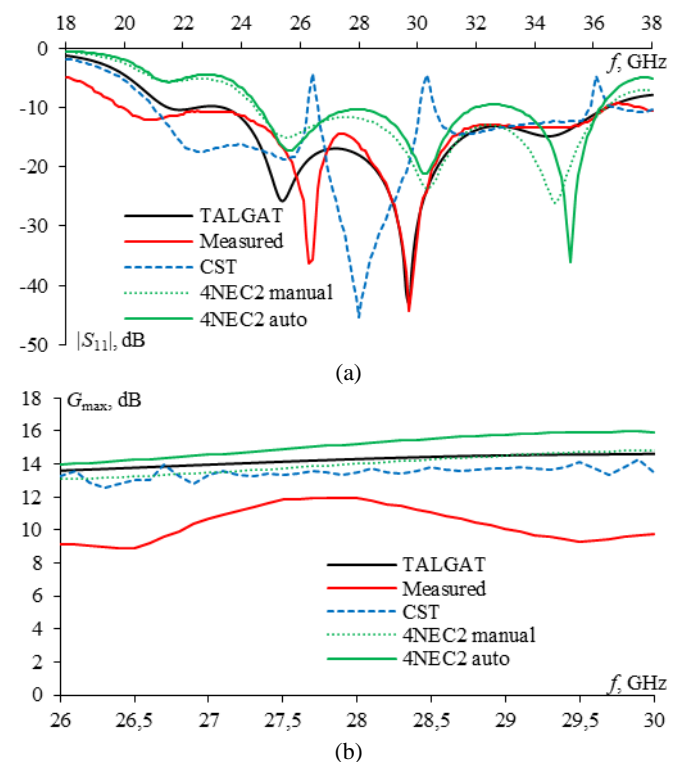 18 20 22 24 26 28 30 32 34 36 38
0
f, GHz
-10
-20
-30
-40
-50
TALGAT
Measured
CST
4NEC2 manual
4NEC2 auto
|S11|, dB
(a)
18
Gmax, dB
16
14
12
10
8
6
4
2
0
TALGAT
Measured
CST
4NEC2 manual
4NEC2 auto
f, GHz
26 26,5 27 27,5 28 28,5 29 29,5 30
(b)